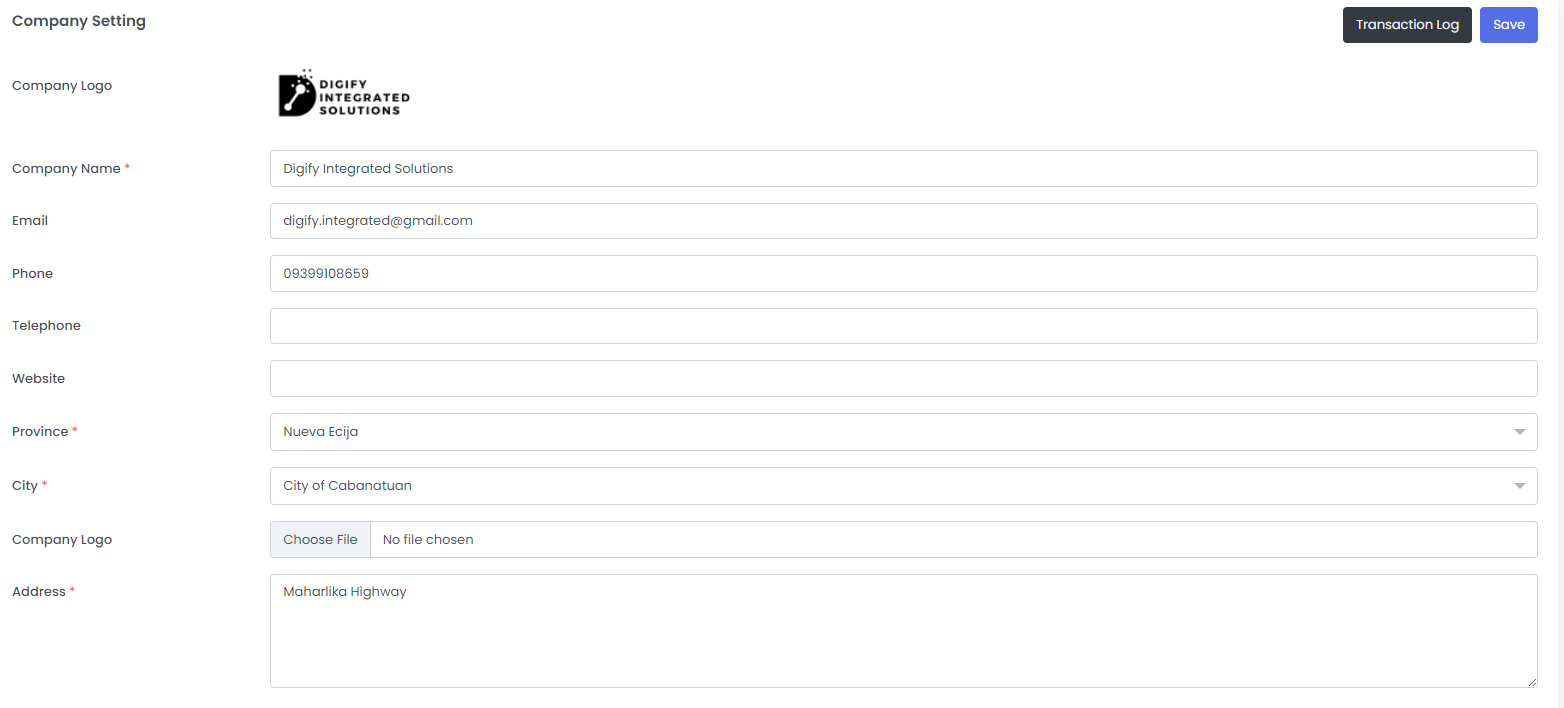 Company Setting
Transaction Log
Save
Company Logo
DIGIFY
INTEGRATED
SOLUTIONS
Company Name *
Digify Integrated Solutions
Email
digify.integrated@gmail.com
Phone
09399108659
Telephone
Website
Province *
Nueva Ecija
City *
City of Cabanatuan
Company Logo
Choose File
No file chosen
Address *
Maharlika Highway